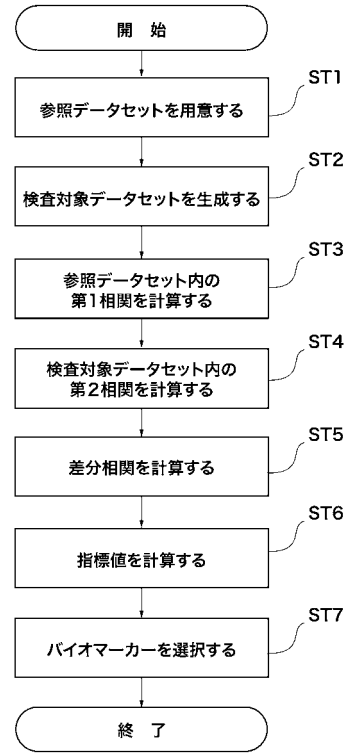 開 始
ST1
参照データセットを用意する
ST2
検査対象データセットを生成する
ST3
参照データセット内の
第1相関を計算する
ST4
検査対象データセット内の
第2相関を計算する
ST5
差分相関を計算する
ST6
指標値を計算する
ST7
バイオマーカーを選択する
終 了